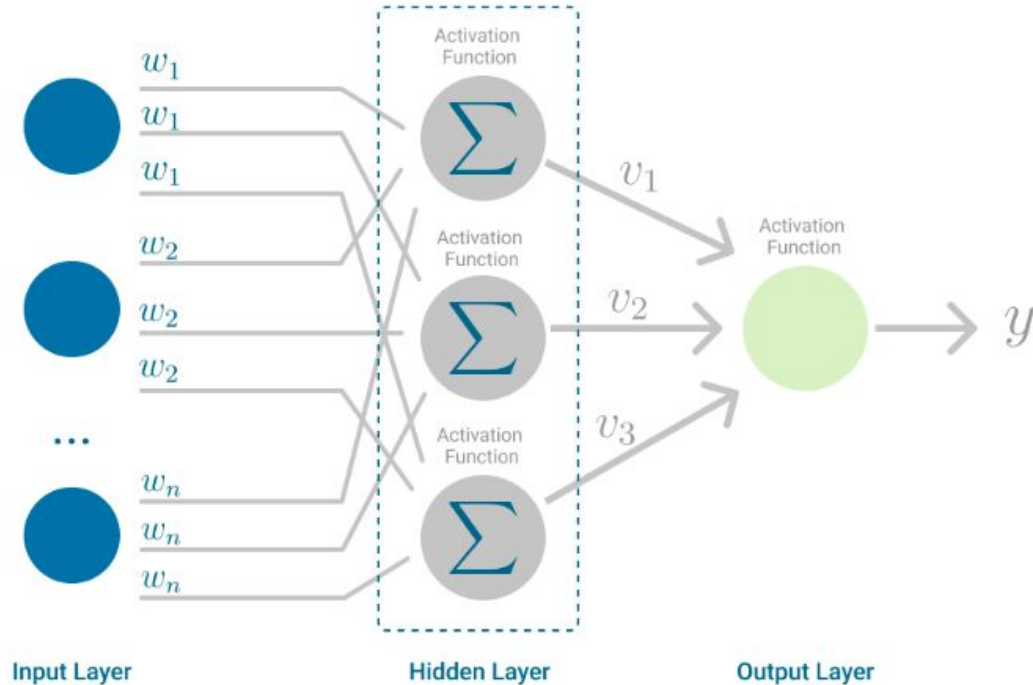 Activation
Function
w₁
w₁
w₁
Σ
v₁
w₂
w₂
w₂
Activation
Function
Σ
v₂
Activation
Function
y
...
Activation
Function
Σ
v₃
wₙ
wₙ
wₙ
Input Layer
Hidden Layer
Output Layer